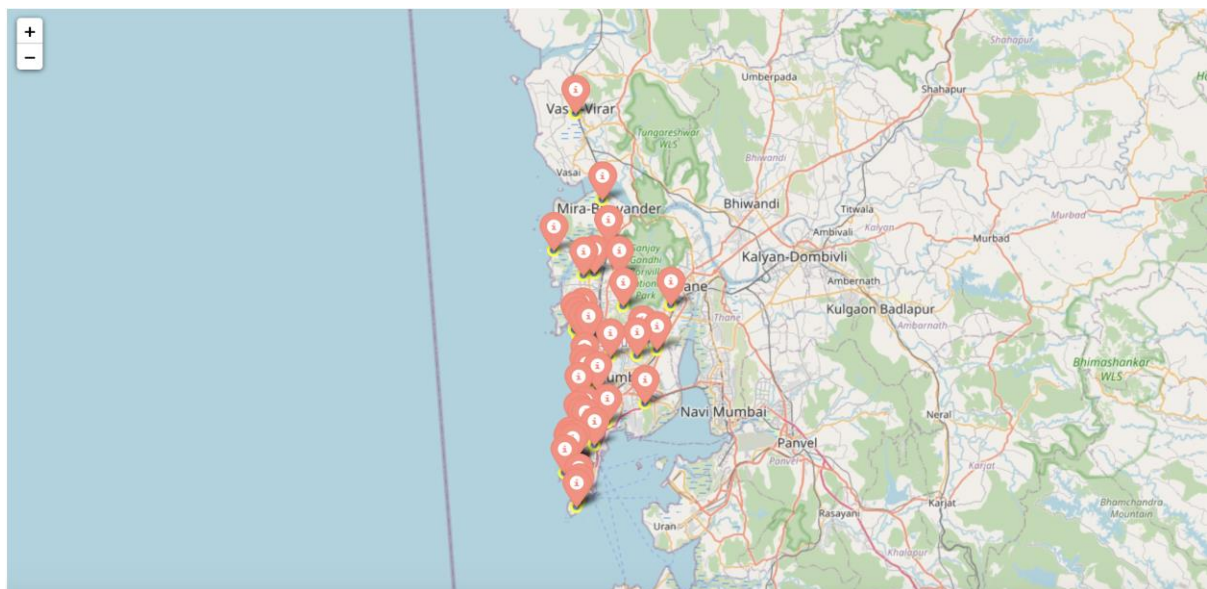 +
−
Shahapur
Umberpada
Shahapur
Vasai-Virar
Tungareshwar
WLS
Bhiwandi
Vasai
Mira-Bhayander
Bhiwandi
Titwala
Murbad
Ambivali
Kalyan
Murbad
Kalyan-Dombivli
Ambernath
Thane
Kulgaon Badlapur
Thane
Ambarnath
Bhimashankar
WLS
Navi Mumbai
Neral
Panvel
Panvel
Karjat
Karjat
Bhamchandra
Mountain
Rasayani
Uran
Khalapur